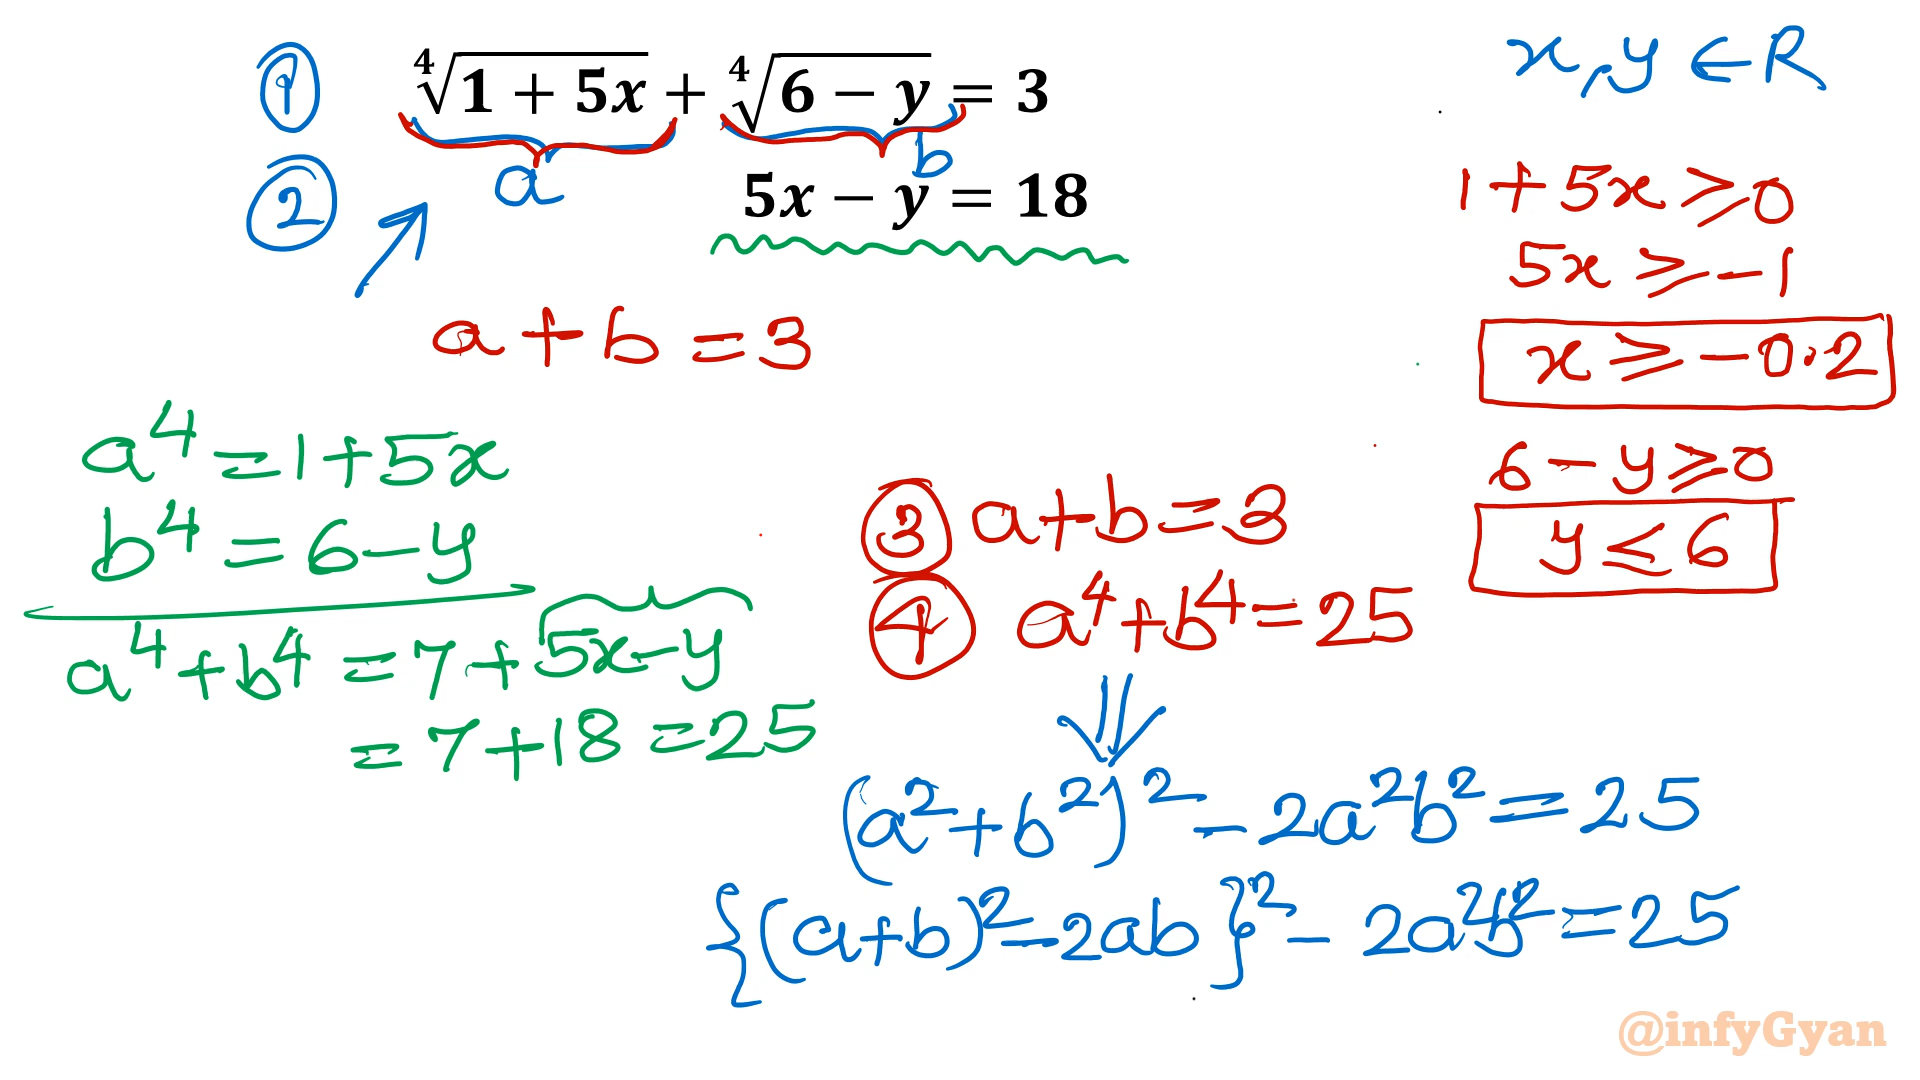 ① ∜(1 + 5x) + ∜(6 − y) = 3
a b
② 5x − y = 18
a + b = 3
a⁴ = 1 + 5x
b⁴ = 6 − y
a⁴ + b⁴ = 7 + 5x − y
= 7 + 18 = 25
x, y ∈ R
1 + 5x ≥ 0
5x ≥ −1
x ≥ −0.2
6 − y ≥ 0
y ≤ 6
③ a + b = 3
④ a⁴ + b⁴ = 25
(a² + b²)² − 2a²b² = 25
{(a + b)² − 2ab}² − 2a²b² = 25
@infyGyan